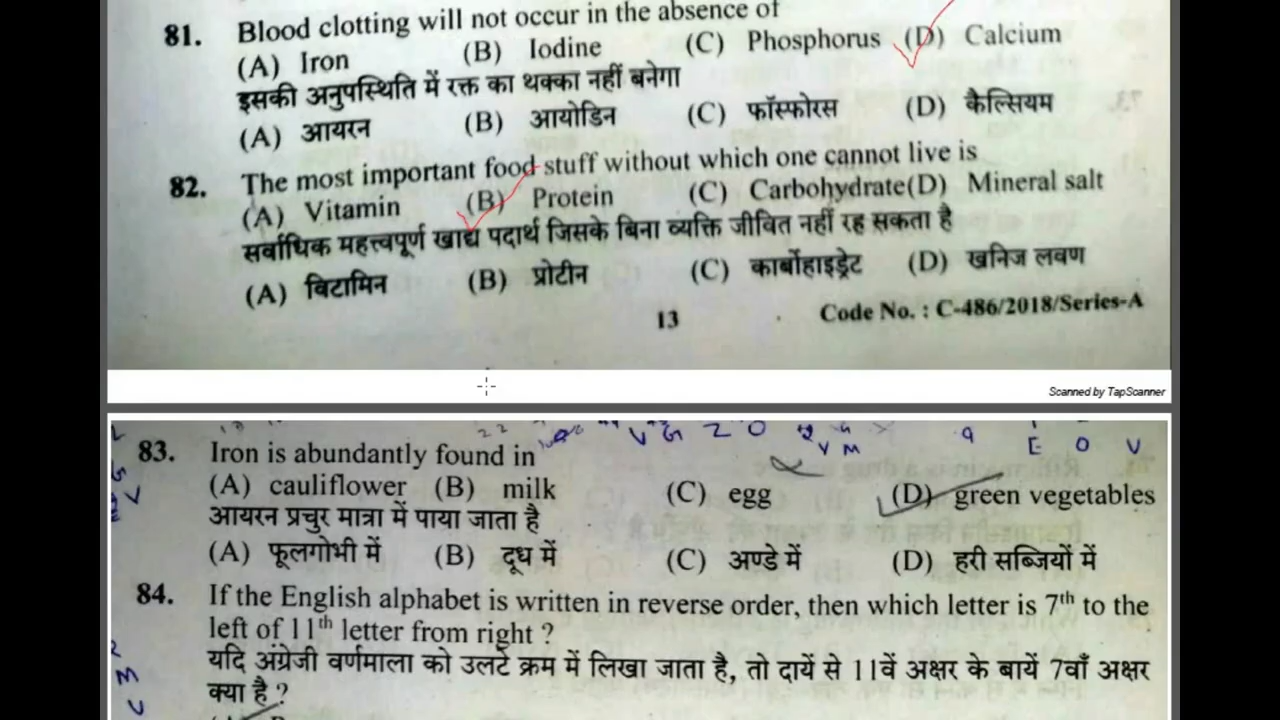 81. Blood clotting will not occur in the absence of
(A) Iron (B) Iodine (C) Phosphorus (D) Calcium
इसकी अनुपस्थिति में रक्त का थक्का नहीं बनेगा
(A) आयरन (B) आयोडिन (C) फॉस्फोरस (D) कैल्सियम
82. The most important food stuff without which one cannot live is
(A) Vitamin (B) Protein (C) Carbohydrate (D) Mineral salt
सर्वाधिक महत्त्वपूर्ण खाद्य पदार्थ जिसके बिना व्यक्ति जीवित नहीं रह सकता है
(A) विटामिन (B) प्रोटीन (C) कार्बोहाइड्रेट (D) खनिज लवण
13 Code No. : C-486/2018/Series-A
Scanned by TapScanner
V G Z O V M 9 E O V
83. Iron is abundantly found in
(A) cauliflower (B) milk (C) egg (D) green vegetables
आयरन प्रचुर मात्रा में पाया जाता है
(A) फूलगोभी में (B) दूध में (C) अण्डे में (D) हरी सब्जियों में
84. If the English alphabet is written in reverse order, then which letter is 7th to the
left of 11th letter from right ?
यदि अंग्रेजी वर्णमाला को उलटे क्रम में लिखा जाता है, तो दायें से 11वें अक्षर के बायें 7वाँ अक्षर
क्या है ?